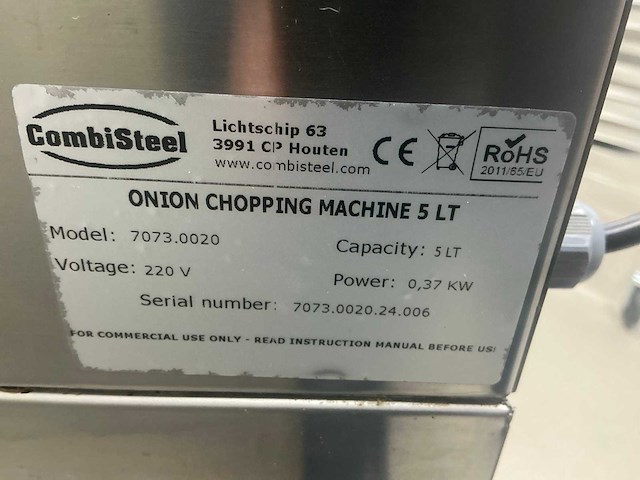 CombiSteel
Lichtschip 63
3991 CP Houten
www.combisteel.com
CE
RoHS
2011/65/EU
ONION CHOPPING MACHINE 5 LT
Model: 7073.0020
Capacity: 5 LT
Voltage: 220 V
Power: 0,37 KW
Serial number: 7073.0020.24.006
FOR COMMERCIAL USE ONLY - READ INSTRUCTION MANUAL BEFORE US